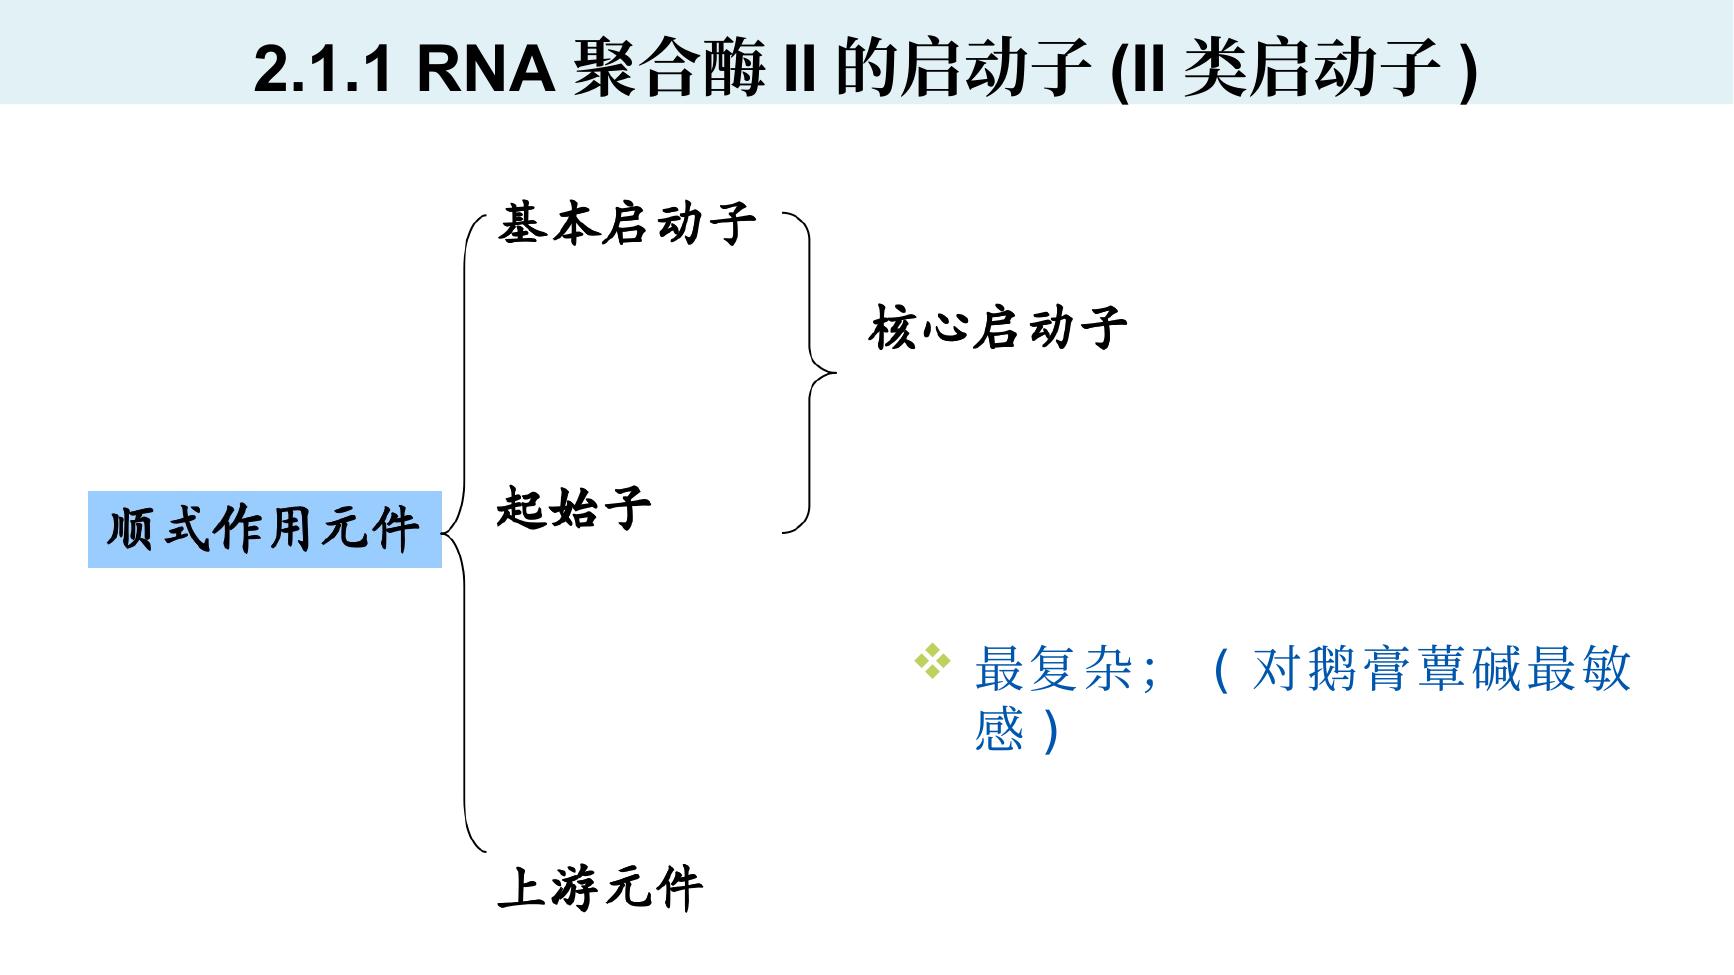 2.1.1 RNA 聚合酶 II 的启动子 (II 类启动子 )
基本启动子
核心启动子
起始子
顺式作用元件
最复杂； ( 对鹅膏蕈碱最敏
感 )
上游元件